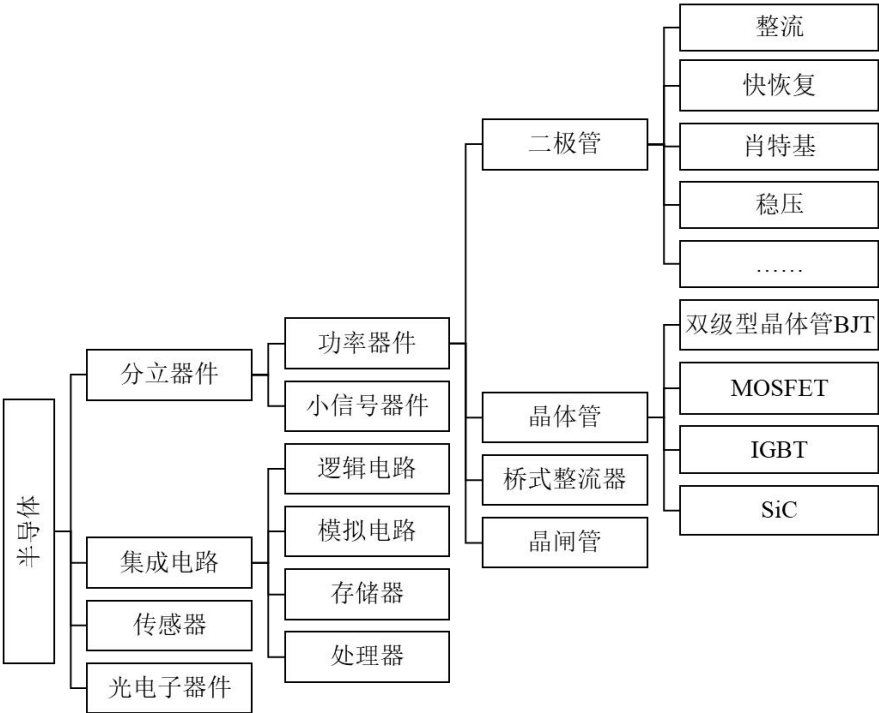 半导体
分立器件
集成电路
传感器
光电子器件
功率器件
小信号器件
逻辑电路
模拟电路
存储器
处理器
二极管
晶体管
桥式整流器
晶闸管
整流
快恢复
肖特基
稳压
……
双级型晶体管BJT
MOSFET
IGBT
SiC